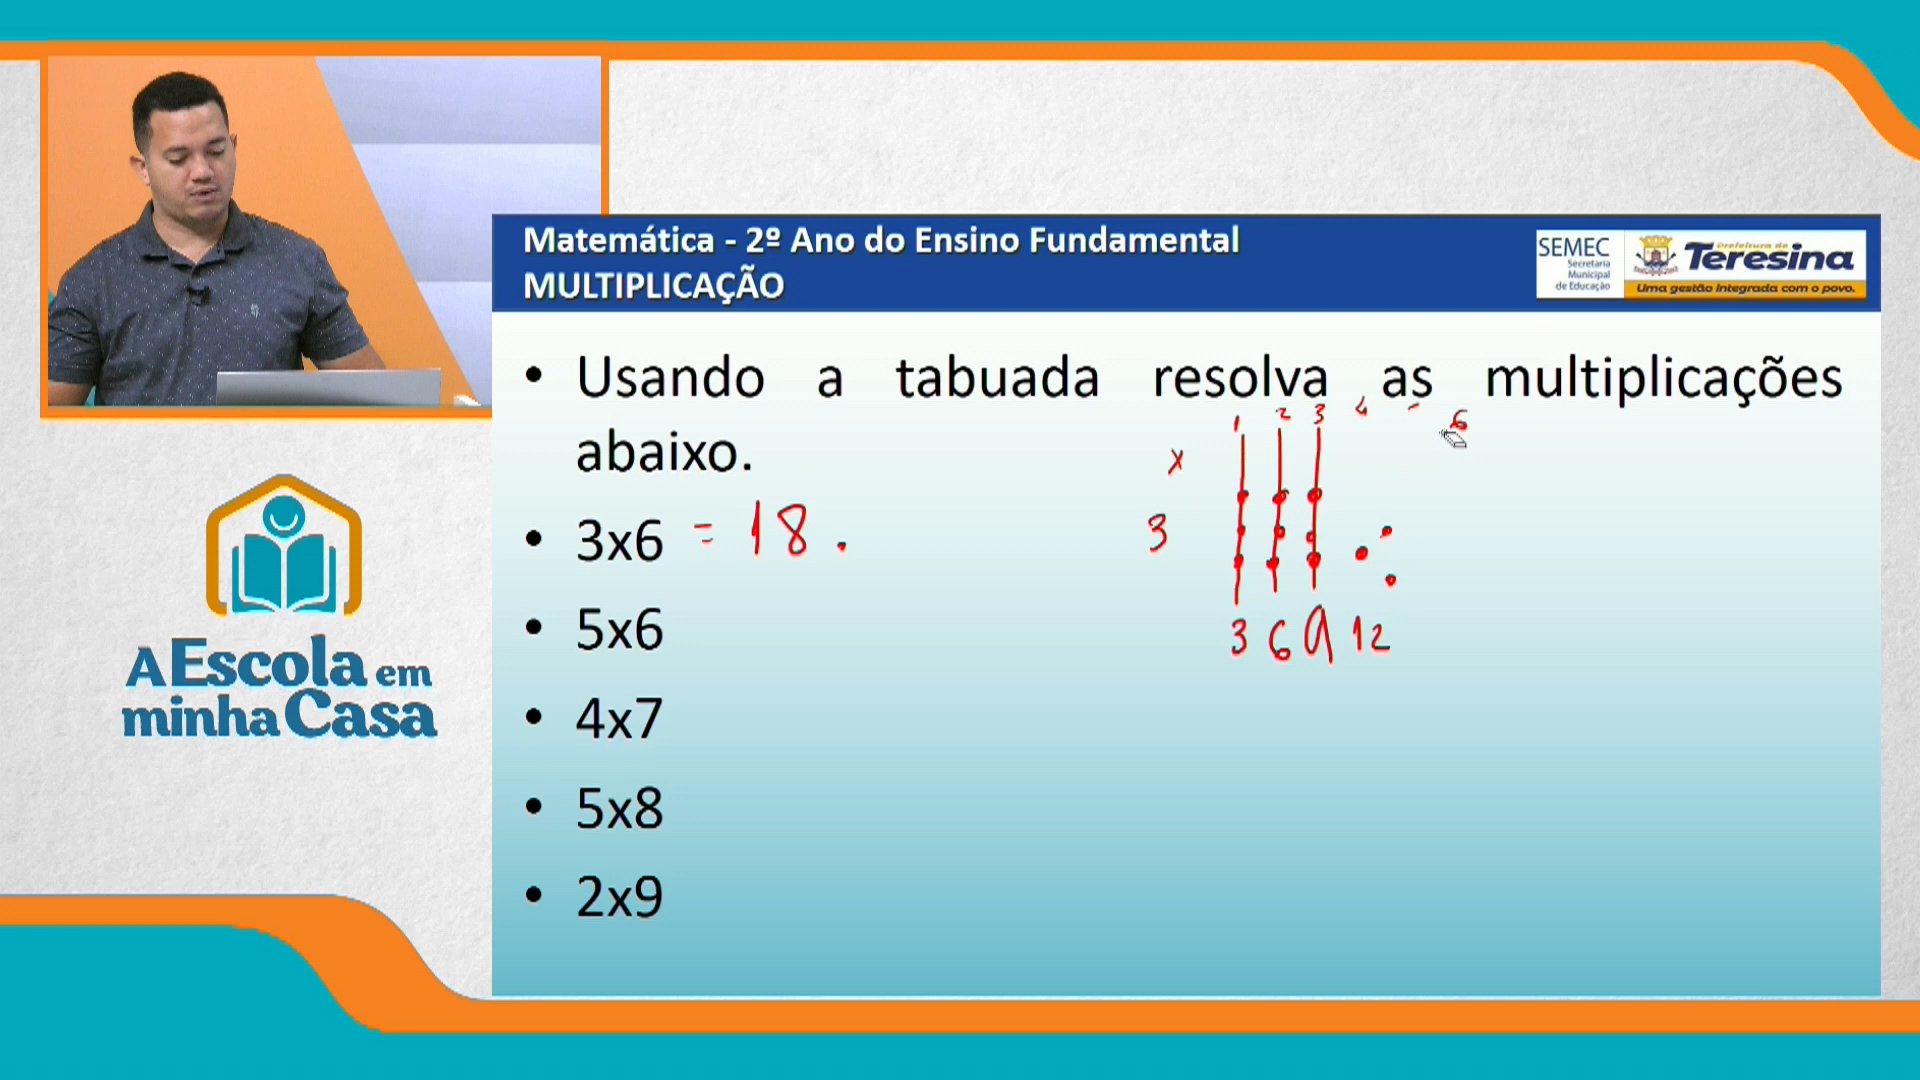 Matemática - 2º Ano do Ensino Fundamental
MULTIPLICAÇÃO
SEMEC
Secretaria
Municipal
de Educação
Prefeitura de
Teresina
Uma gestão integrada com o povo.
• Usando a tabuada resolva as multiplicações
abaixo.
1 2 3 4 6
x
• 3x6 = 18.
3
• 5x6
3 6 9 12
• 4x7
• 5x8
• 2x9
A Escola em
minha Casa